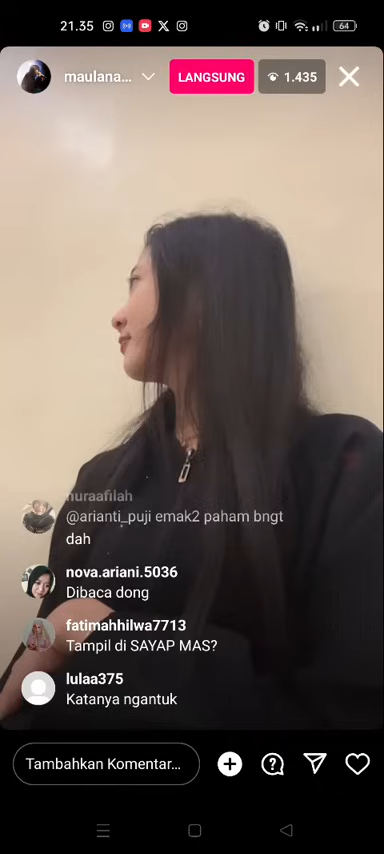 21.35
64
maulana...
LANGSUNG
1.435
nuraafilah
@arianti_puji emak2 paham bngt
dah
nova.ariani.5036
Dibaca dong
fatimahhilwa7713
Tampil di SAYAP MAS?
lulaa375
Katanya ngantuk
Tambahkan Komentar...